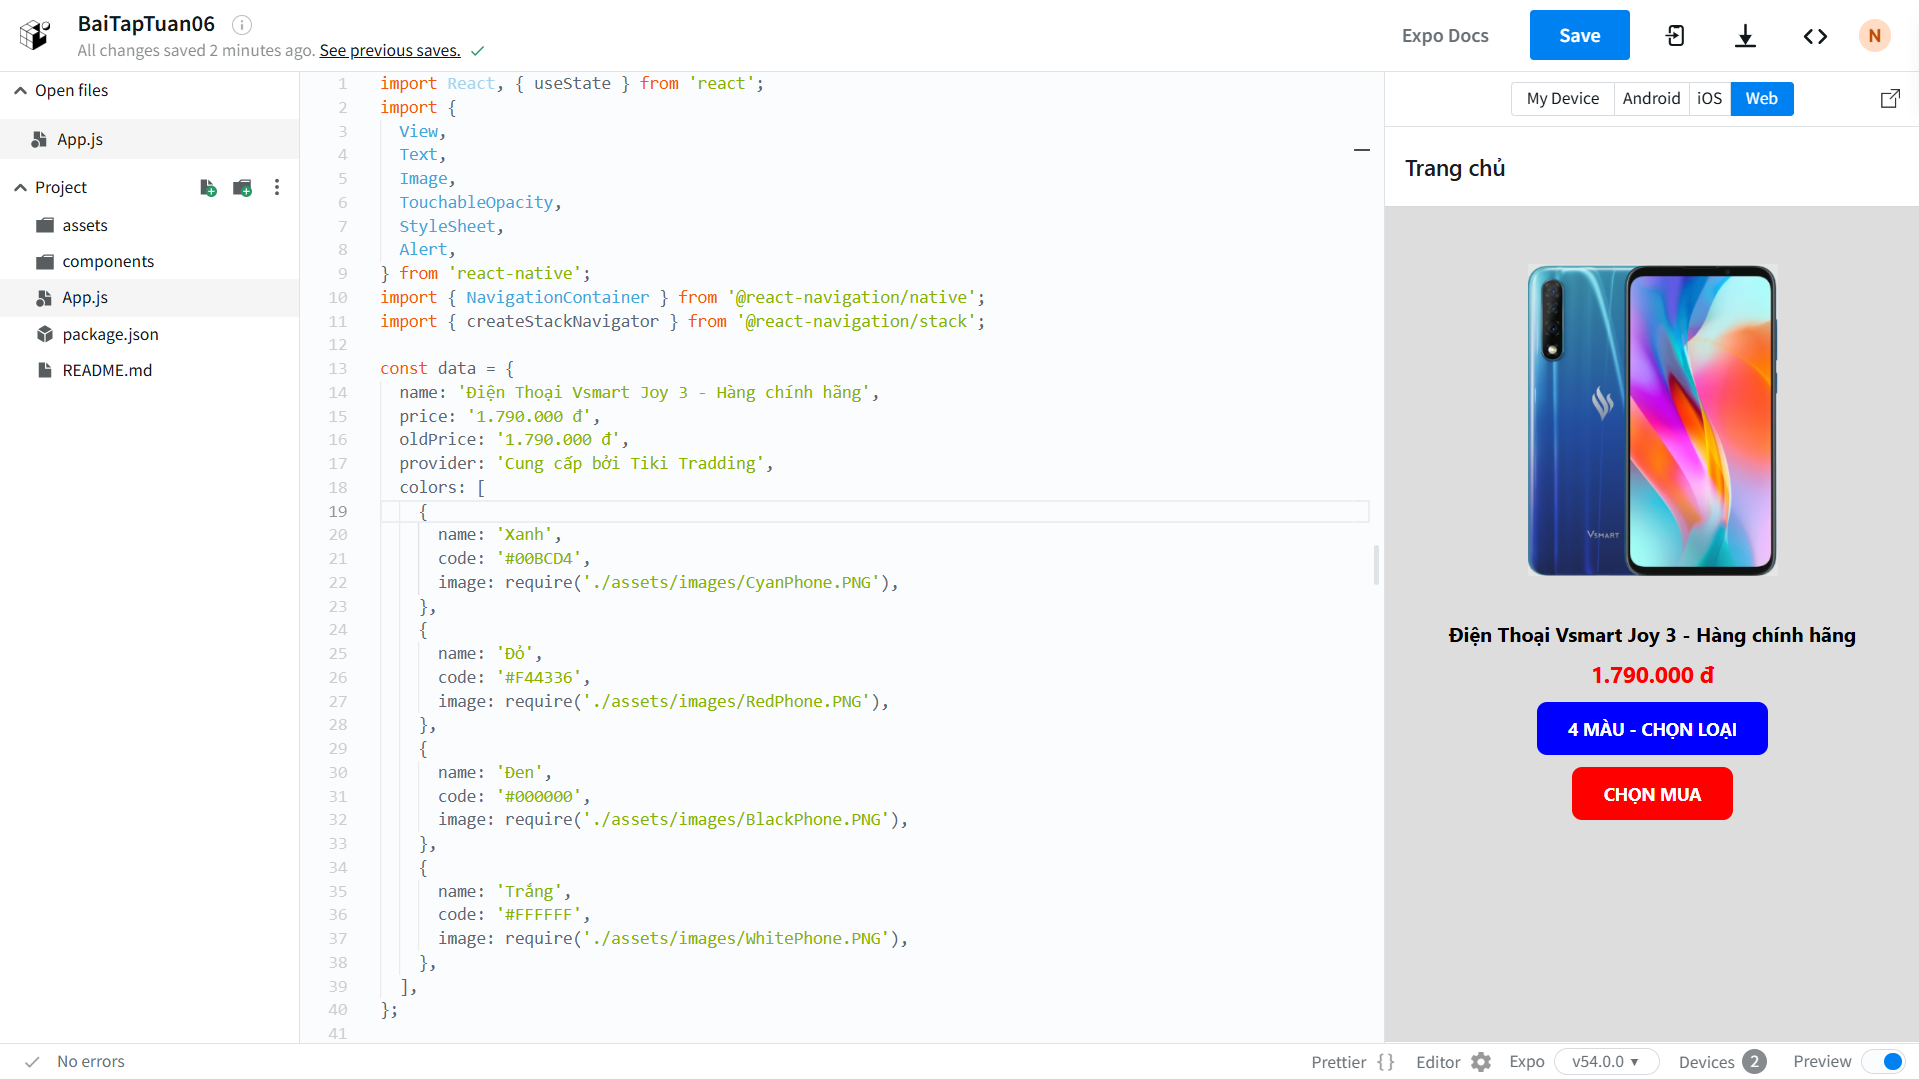 BaiTapTuan06
All changes saved 2 minutes ago. See previous saves.
Expo Docs
Save
N
Open files
App.js
Project
assets
components
App.js
package.json
README.md
1 import React, { useState } from 'react';
2 import {
3 View,
4 Text,
5 Image,
6 TouchableOpacity,
7 StyleSheet,
8 Alert,
9 } from 'react-native';
10 import { NavigationContainer } from '@react-navigation/native';
11 import { createStackNavigator } from '@react-navigation/stack';
12
13 const data = {
14 name: 'Điện Thoại Vsmart Joy 3 - Hàng chính hãng',
15 price: '1.790.000 đ',
16 oldPrice: '1.790.000 đ',
17 provider: 'Cung cấp bởi Tiki Tradding',
18 colors: [
19 {
20 name: 'Xanh',
21 code: '#00BCD4',
22 image: require('./assets/images/CyanPhone.PNG'),
23 },
24 {
25 name: 'Đỏ',
26 code: '#F44336',
27 image: require('./assets/images/RedPhone.PNG'),
28 },
29 {
30 name: 'Đen',
31 code: '#000000',
32 image: require('./assets/images/BlackPhone.PNG'),
33 },
34 {
35 name: 'Trắng',
36 code: '#FFFFFF',
37 image: require('./assets/images/WhitePhone.PNG'),
38 },
39 ],
40 };
41
My Device Android iOS Web
Trang chủ
VSMART
Điện Thoại Vsmart Joy 3 - Hàng chính hãng
1.790.000 đ
4 MÀU - CHỌN LOẠI
CHỌN MUA
No errors
Prettier {} Editor Expo v54.0.0 Devices 2 Preview